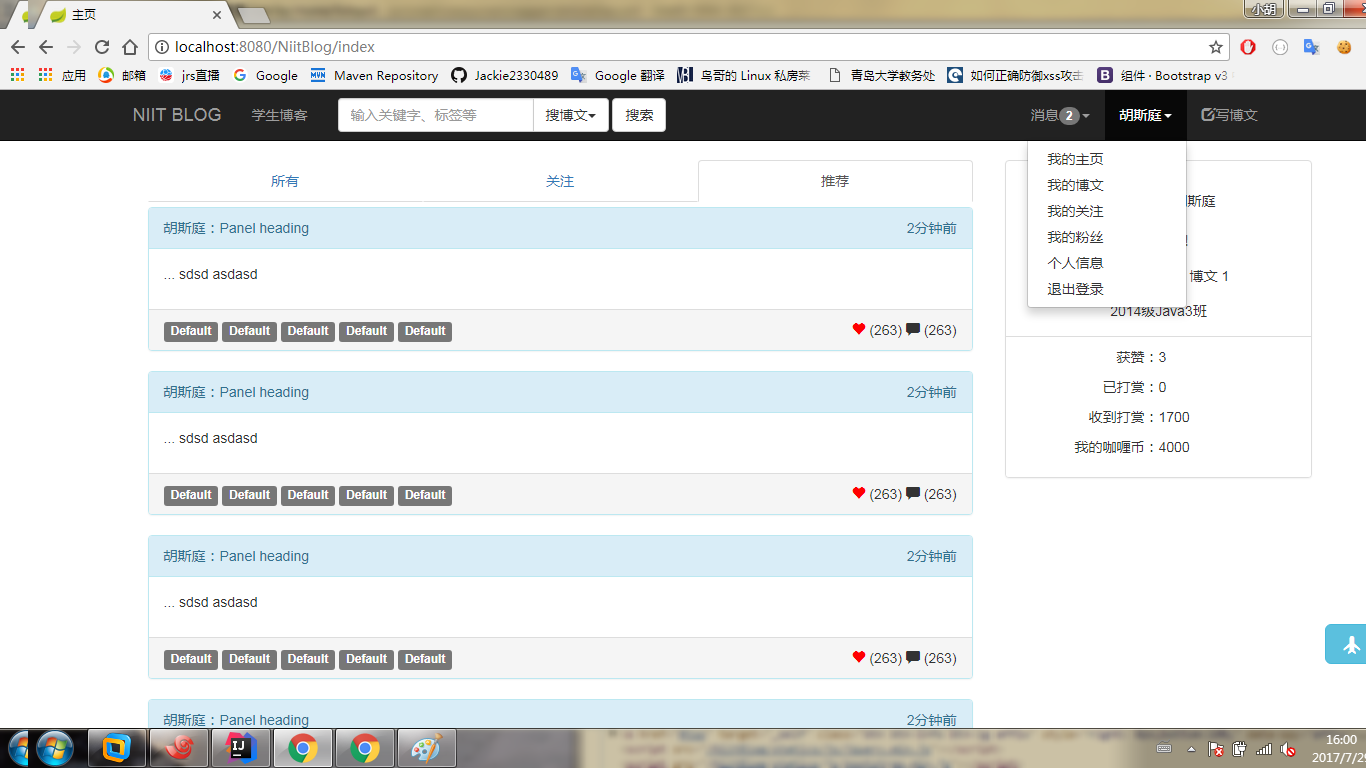 小胡
主页
localhost:8080/NiitBlog/index
应用 邮箱 jrs直播 Google Maven Repository Jackie2330489 Google 翻译 鸟哥的 Linux 私房菜 青岛大学教务处 如何正确防御xss攻击 组件 · Bootstrap v3
NIIT BLOG 学生博客 输入关键字、标签等 搜博文 搜索 消息 2 胡斯庭 写博文
我的主页
我的博文
我的关注
我的粉丝
个人信息
退出登录
所有 关注 推荐
胡斯庭：Panel heading 2分钟前
... sdsd asdasd
Default Default Default Default Default (263) (263)
胡斯庭：Panel heading 2分钟前
... sdsd asdasd
Default Default Default Default Default (263) (263)
胡斯庭：Panel heading 2分钟前
... sdsd asdasd
Default Default Default Default Default (263) (263)
胡斯庭：Panel heading 2分钟前
斯庭
博文 1
2014级Java3班
获赞：3
已打赏：0
收到打赏：1700
我的咖喱币：4000
16:00
2017/7/2